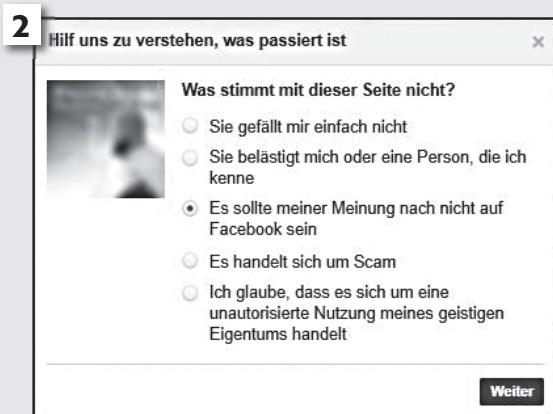 2
Hilf uns zu verstehen, was passiert ist
Was stimmt mit dieser Seite nicht?
Sie gefällt mir einfach nicht
Sie belästigt mich oder eine Person, die ich
kenne
Es sollte meiner Meinung nach nicht auf
Facebook sein
Es handelt sich um Scam
Ich glaube, dass es sich um eine
unautorisierte Nutzung meines geistigen
Eigentums handelt
Weiter